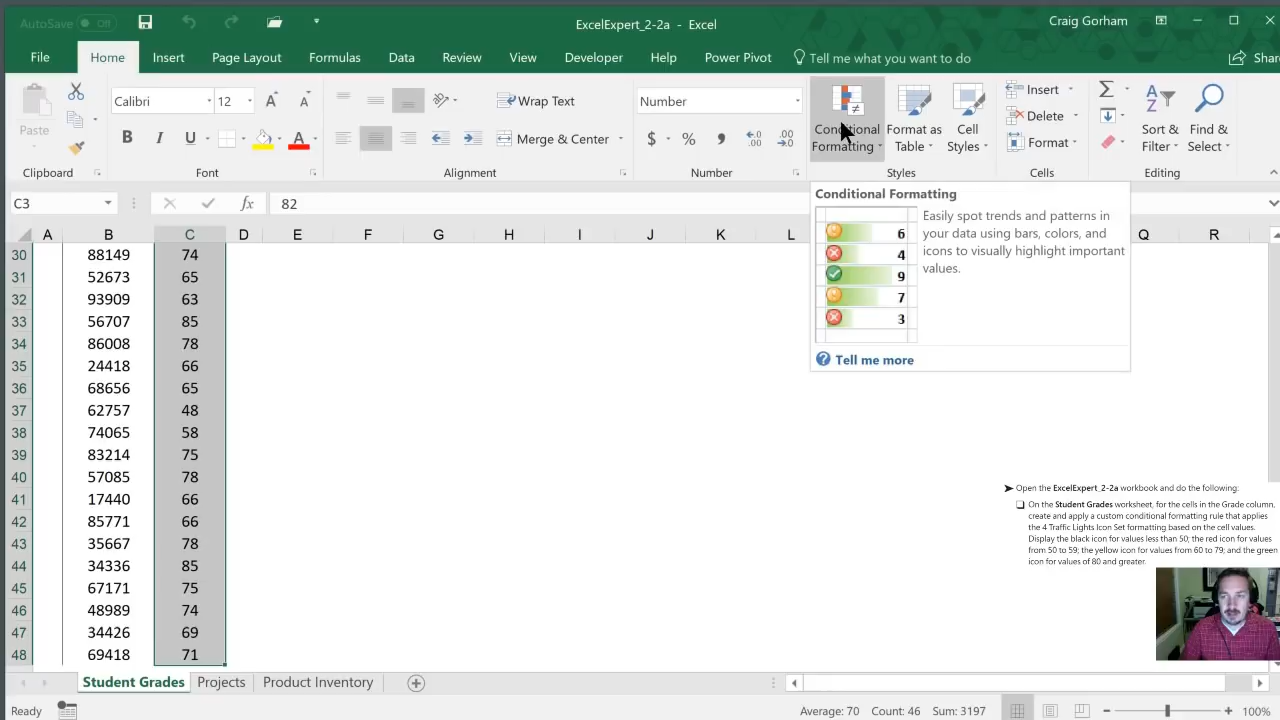 AutoSave Off
ExcelExpert_2-2a - Excel
Craig Gorham
File Home Insert Page Layout Formulas Data Review View Developer Help Power Pivot Tell me what you want to do Share
Paste
Clipboard
Calibri 12
B I U
Font
Wrap Text
Merge & Center
Alignment
Number
$ %
Number
Conditional Formatting
Format as Table
Cell Styles
Styles
Insert
Delete
Format
Cells
Sort & Filter
Find & Select
Editing
C3 fx 82
Conditional Formatting
Easily spot trends and patterns in
your data using bars, colors, and
icons to visually highlight important
values.
6
4
9
7
3
Tell me more
A B C D E F G H I J K L Q R
30 88149 74
31 52673 65
32 93909 63
33 56707 85
34 86008 78
35 24418 66
36 68656 65
37 62757 48
38 74065 58
39 83214 75
40 57085 78
41 17440 66
42 85771 66
43 35667 78
44 34336 85
45 67171 75
46 48989 74
47 34426 69
48 69418 71
Open the ExcelExpert_2-2a workbook and do the following:
On the Student Grades worksheet, for the cells in the Grade column,
create and apply a custom conditional formatting rule that applies
the 4 Traffic Lights Icon Set formatting based on the cell values.
Display the black icon for values less than 50; the red icon for values
from 50 to 59; the yellow icon for values from 60 to 79; and the green
icon for values of 80 and greater.
Student Grades Projects Product Inventory
Ready Average: 70 Count: 46 Sum: 3197 100%